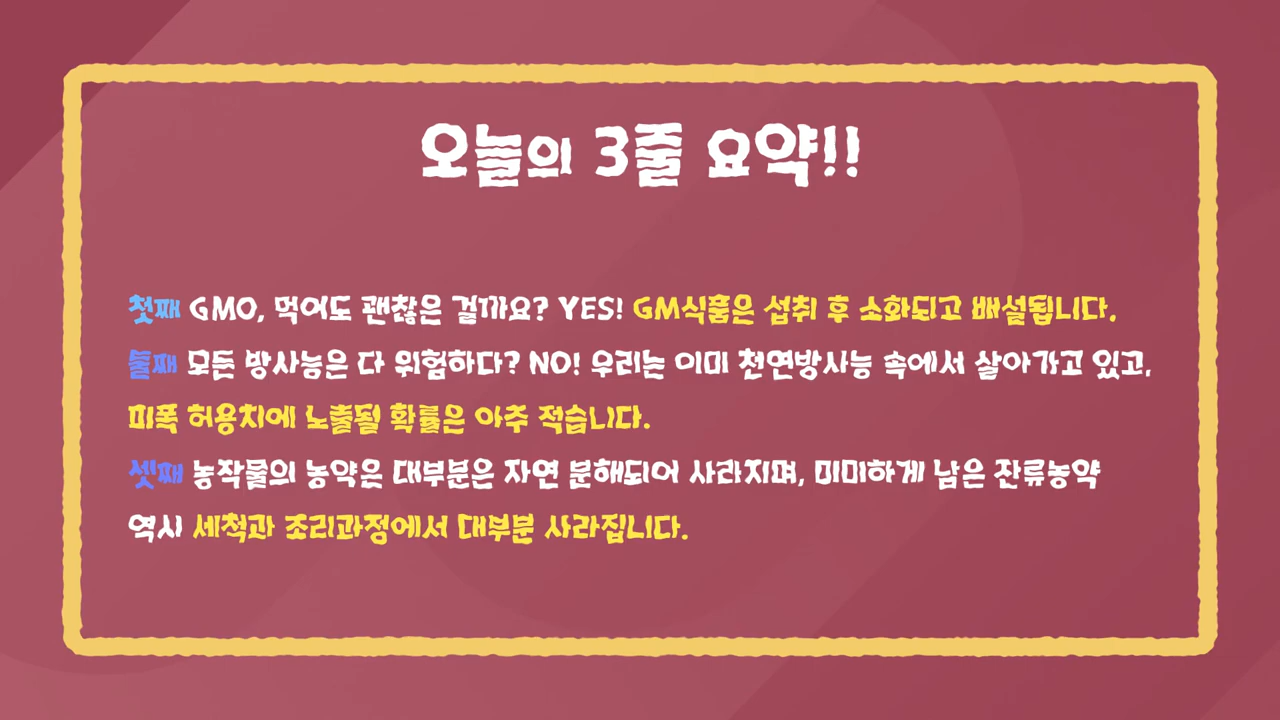 오늘의 3줄 요약!!
첫째 GMO, 먹어도 괜찮은 걸까요? YES! GM식품은 섭취 후 소화되고 배설됩니다.
둘째 모든 방사능은 다 위험하다? NO! 우리는 이미 천연방사능 속에서 살아가고 있고,
피폭 허용치에 노출될 확률은 아주 적습니다.
셋째 농작물의 농약은 대부분은 자연 분해되어 사라지며, 미미하게 남은 잔류농약
역시 세척과 조리과정에서 대부분 사라집니다.